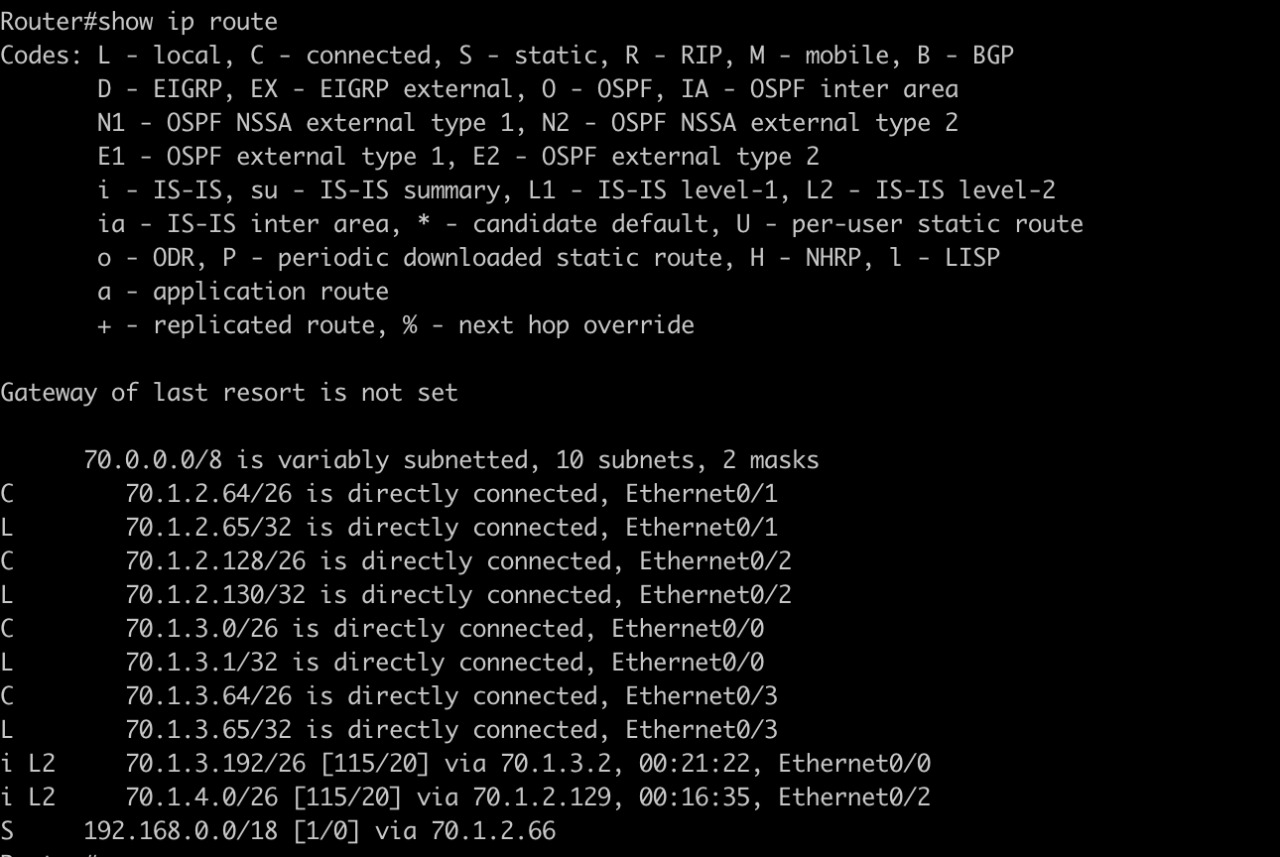 Router#show ip route
Codes: L - local, C - connected, S - static, R - RIP, M - mobile, B - BGP
       D - EIGRP, EX - EIGRP external, O - OSPF, IA - OSPF inter area
       N1 - OSPF NSSA external type 1, N2 - OSPF NSSA external type 2
       E1 - OSPF external type 1, E2 - OSPF external type 2
       i - IS-IS, su - IS-IS summary, L1 - IS-IS level-1, L2 - IS-IS level-2
       ia - IS-IS inter area, * - candidate default, U - per-user static route
       o - ODR, P - periodic downloaded static route, H - NHRP, l - LISP
       a - application route
       + - replicated route, % - next hop override

Gateway of last resort is not set

      70.0.0.0/8 is variably subnetted, 10 subnets, 2 masks
C        70.1.2.64/26 is directly connected, Ethernet0/1
L        70.1.2.65/32 is directly connected, Ethernet0/1
C        70.1.2.128/26 is directly connected, Ethernet0/2
L        70.1.2.130/32 is directly connected, Ethernet0/2
C        70.1.3.0/26 is directly connected, Ethernet0/0
L        70.1.3.1/32 is directly connected, Ethernet0/0
C        70.1.3.64/26 is directly connected, Ethernet0/3
L        70.1.3.65/32 is directly connected, Ethernet0/3
i L2     70.1.3.192/26 [115/20] via 70.1.3.2, 00:21:22, Ethernet0/0
i L2     70.1.4.0/26 [115/20] via 70.1.2.129, 00:16:35, Ethernet0/2
S     192.168.0.0/18 [1/0] via 70.1.2.66